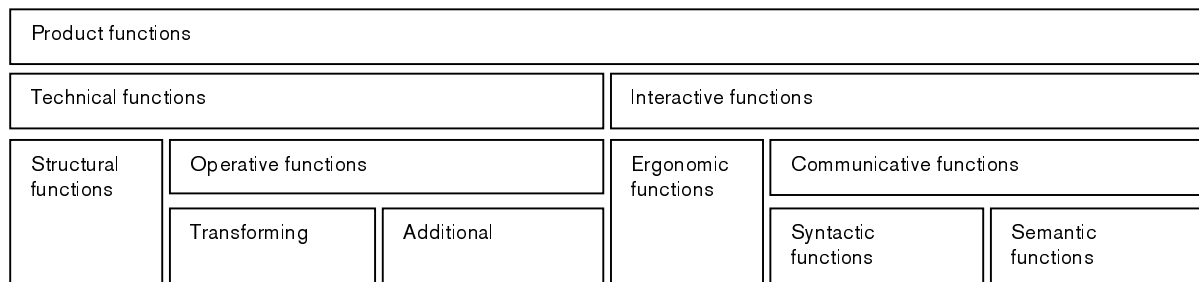 Product functions
Technical functions
Interactive functions
Structural
functions
Operative functions
Ergonomic
functions
Communicative functions
Transforming
Additional
Syntactic
functions
Semantic
functions